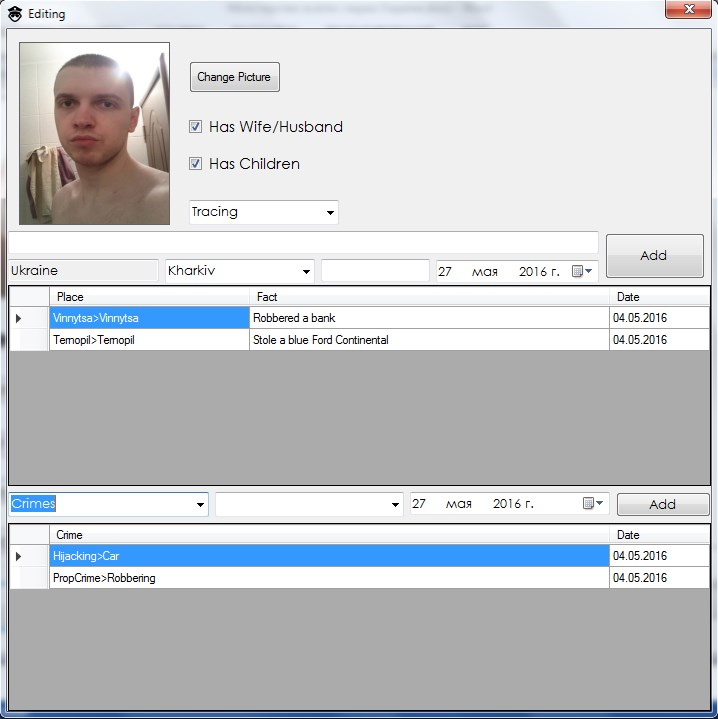 Editing
Change Picture
Has Wife/Husband
Has Children
Tracing
Add
Ukraine Kharkiv 27 мая 2016 г.
Place Fact Date
Vinnytsa>Vinnytsa Robbered a bank 04.05.2016
Ternopil>Ternopil Stole a blue Ford Continental 04.05.2016
Crimes 27 мая 2016 г. Add
Crime Date
Hijacking>Car 04.05.2016
PropCrime>Robbering 04.05.2016